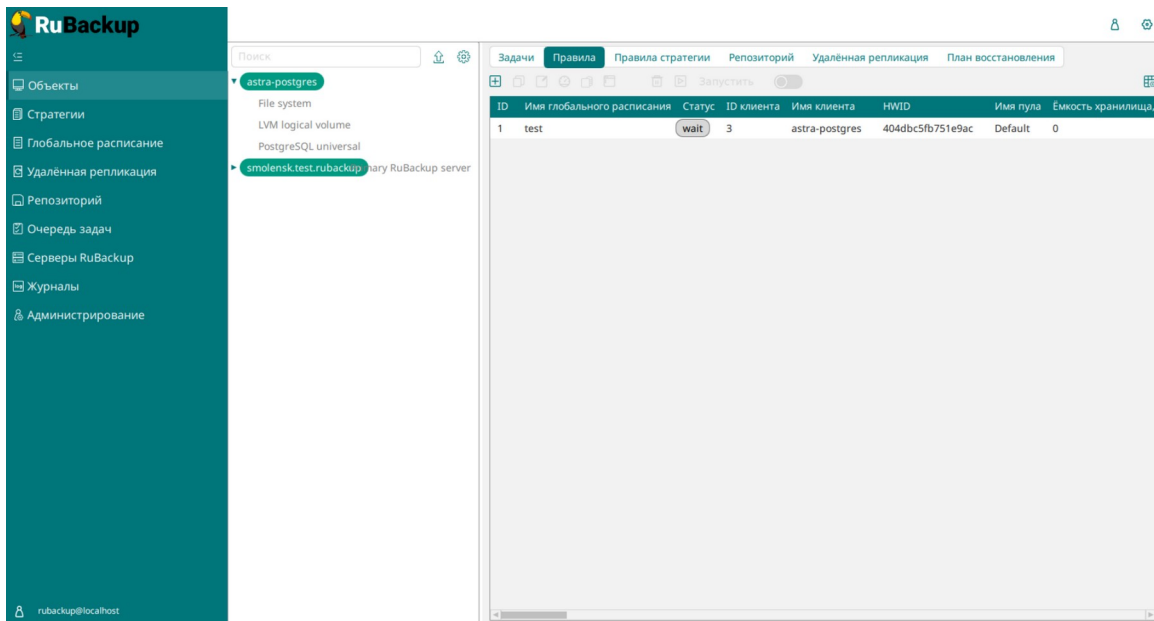 RuBackup
Объекты
Стратегии
Глобальное расписание
Удалённая репликация
Репозиторий
Очередь задач
Серверы RuBackup
Журналы
Администрирование
rubackup@localhost
Поиск
astra-postgres
File system
LVM logical volume
PostgreSQL universal
smolensk.test.rubackup RuBackup server
Задачи Правила Правила стратегии Репозиторий Удалённая репликация План восстановления
Запустить
ID Имя глобального расписания Статус ID клиента Имя клиента HWID Имя пула Ёмкость хранилища,
1 test wait 3 astra-postgres 404dbc5fb751e9ac Default 0